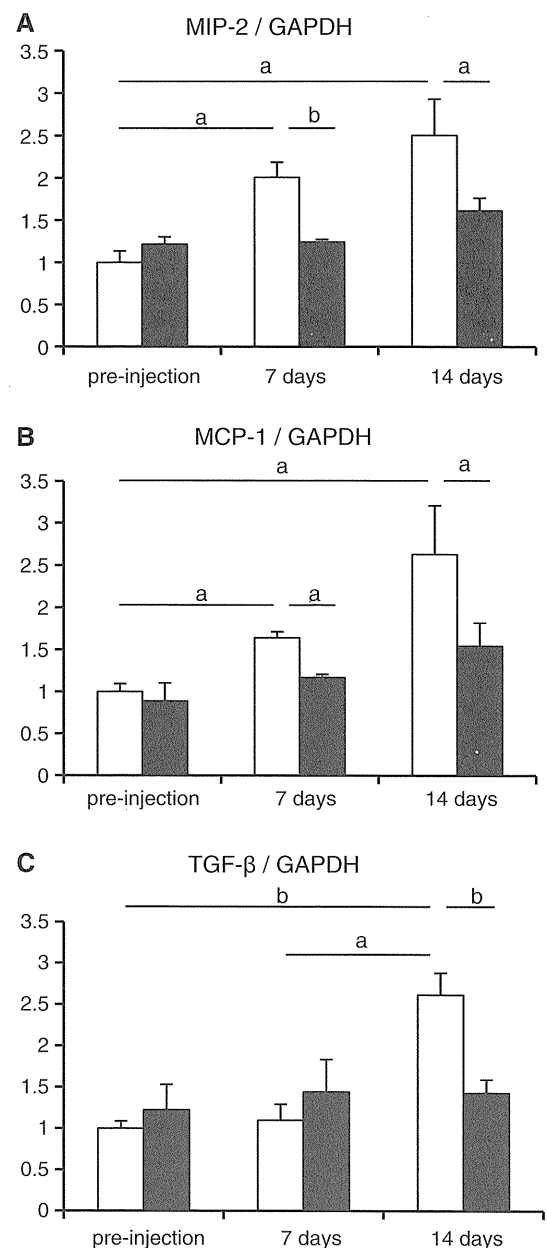 A
MIP-2 / GAPDH
3.5
a
a
3
a
b
2.5
2
1.5
1
0.5
0
pre-injection 7 days 14 days
B
MCP-1 / GAPDH
3.5
a
a
3
2.5
a
a
2
1.5
1
0.5
0
pre-injection 7 days 14 days
C
TGF-β / GAPDH
b
b
3.5
a
3
2.5
2
1.5
1
0.5
0
pre-injection 7 days 14 days